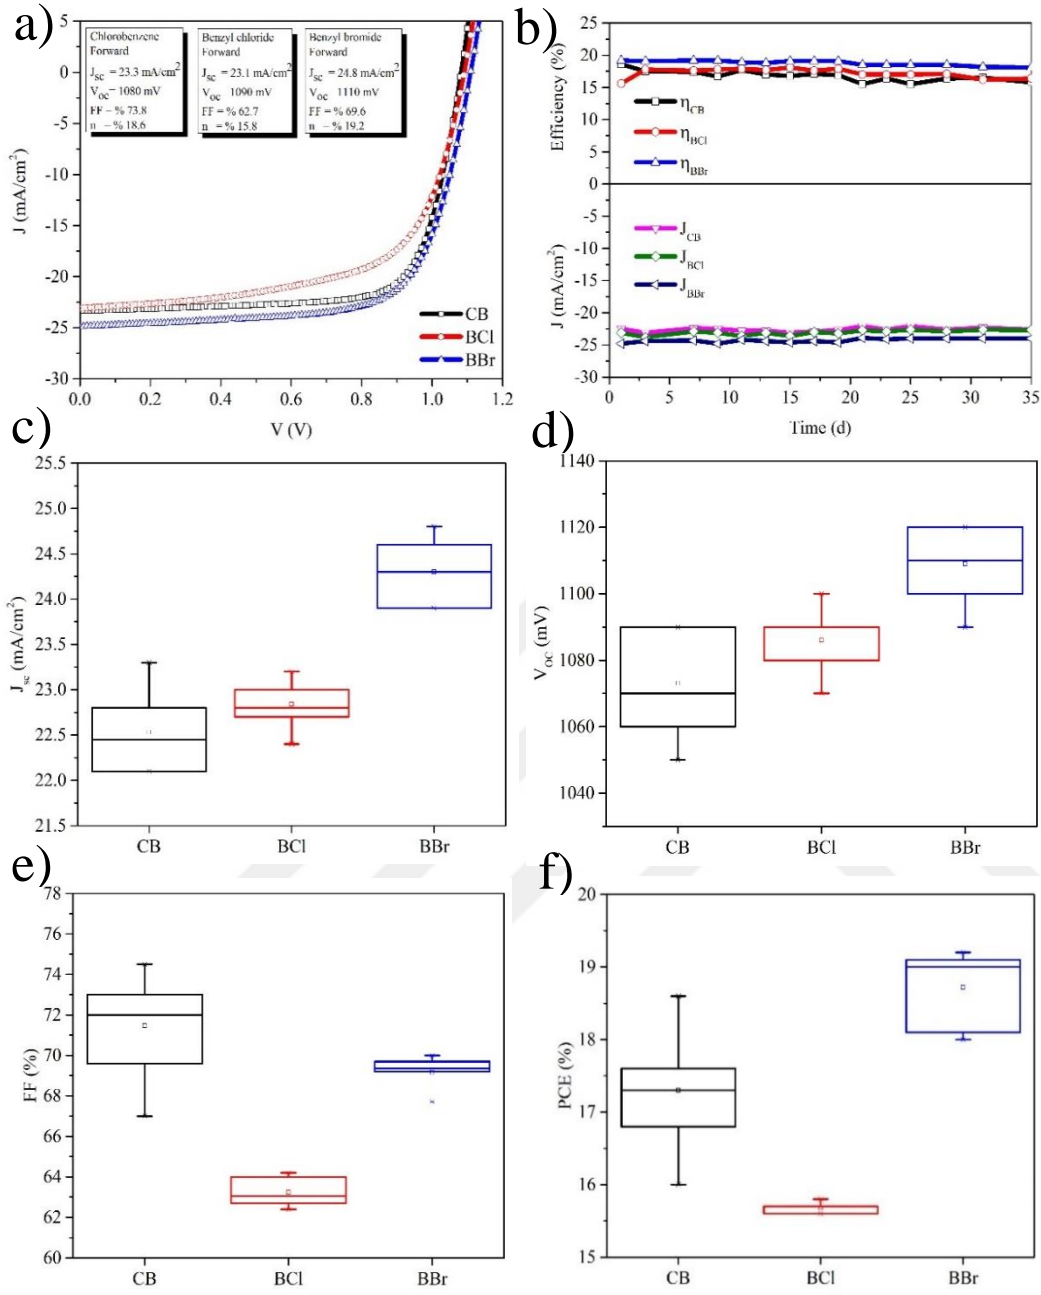 a)
Chlorobenzene
Forward
Jsc = 23.3 mA/cm²
Voc= 1080 mV
FF = % 73.8
η = % 18.6
Benzyl chloride
Forward
Jsc = 23.1 mA/cm²
Voc 1090 mV
FF = % 62.7
η = % 15.8
Benzyl bromide
Forward
Jsc = 24.8 mA/cm²
Voc 1110 mV
FF = % 69.6
η = % 19.2
J (mA/cm²)
5
0
-5
-10
-15
-20
-25
-30
CB
BCl
BBr
0.0 0.2 0.4 0.6 0.8 1.0 1.2
V (V)
b)
Efficiency (%)
25
20
15
10
5
0
ηCB
ηBCl
ηBBr
J (mA/cm²)
-5
-10
-15
-20
-25
-30
JCB
JBCl
JBBr
0 5 10 15 20 25 30 35
Time (d)
c)
Jsc (mA/cm²)
25.5
25.0
24.5
24.0
23.5
23.0
22.5
22.0
21.5
CB BCl BBr
d)
VOC (mV)
1140
1120
1100
1080
1060
1040
CB BCl BBr
e)
FF (%)
78
76
74
72
70
68
66
64
62
60
CB BCl BBr
f)
PCE (%)
20
19
18
17
16
15
CB BCl BBr